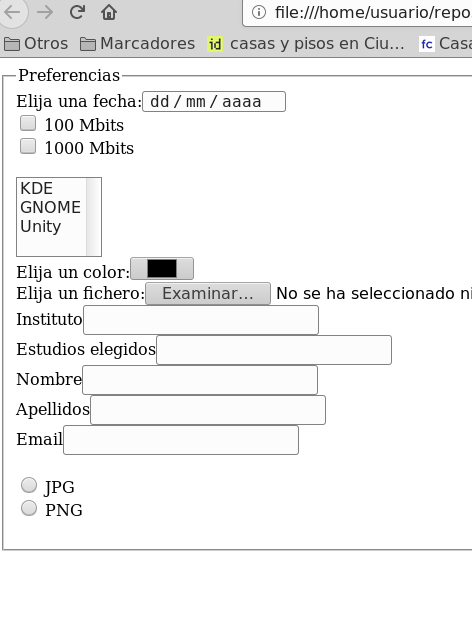 file:///home/usuario/repo
Otros Marcadores id casas y pisos en Ciu... fc Casa
Preferencias
Elija una fecha: dd/mm/aaaa
100 Mbits
1000 Mbits
KDE
GNOME
Unity
Elija un color:
Elija un fichero: Examinar... No se ha seleccionado ni
Instituto
Estudios elegidos
Nombre
Apellidos
Email
JPG
PNG